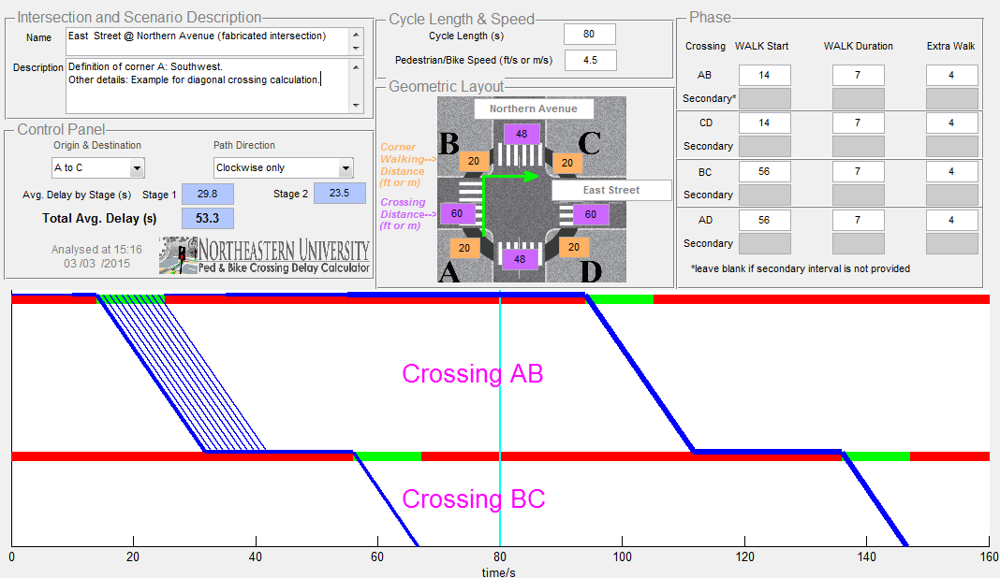 Intersection and Scenario Description
Name
East  Street @ Northern Avenue (fabricated intersection)
Description
Definition of corner A: Southwest.
Other details: Example for diagonal crossing calculation.
Control Panel
Origin & Destination
Path Direction
A to C
Clockwise only
Avg. Delay by Stage (s)
Stage 1
29.8
Stage 2
23.5
Total Avg. Delay (s)
53.3
Analysed at 15:16
03 /03 /2015
NORTHEASTERN UNIVERSITY
Ped & Bike Crossing Delay Calculator
Cycle Length & Speed
Cycle Length (s)
80
Pedestrian/Bike Speed (ft/s or m/s)
4.5
Geometric Layout
Northern Avenue
B
48
C
Corner
Walking-->
Distance
(ft or m)
20
20
East Street
Crossing
Distance-->
(ft or m)
60
60
20
20
A
48
D
Phase
Crossing
WALK Start
WALK Duration
Extra Walk
AB
14
7
4
Secondary*
CD
14
7
4
Secondary
BC
56
7
4
Secondary
AD
56
7
4
Secondary
*leave blank if secondary interval is not provided
Crossing AB
Crossing BC
0
20
40
60
80
100
120
140
160
time/s